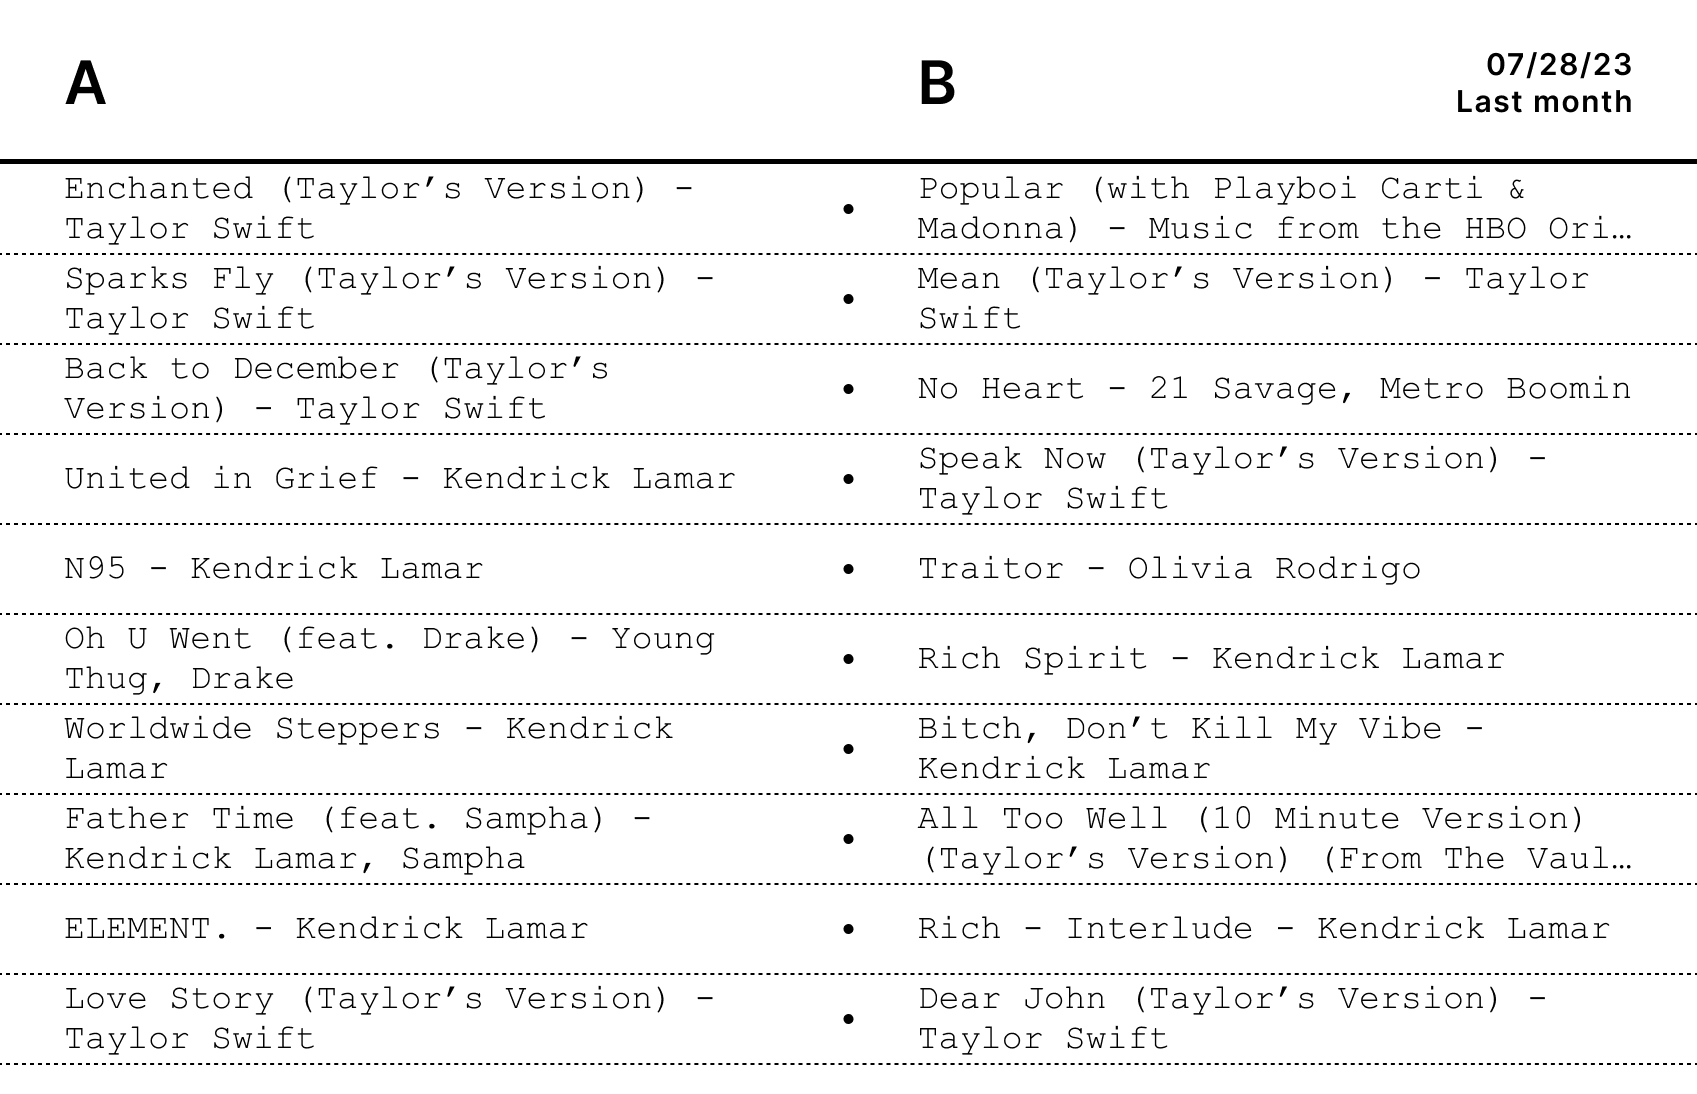 A
B
07/28/23
Last month
Enchanted (Taylor’s Version) -
Taylor Swift
Popular (with Playboi Carti &
Madonna) - Music from the HBO Ori…
Sparks Fly (Taylor’s Version) -
Taylor Swift
Mean (Taylor’s Version) - Taylor
Swift
Back to December (Taylor’s
Version) - Taylor Swift
No Heart - 21 Savage, Metro Boomin
United in Grief - Kendrick Lamar
Speak Now (Taylor’s Version) -
Taylor Swift
N95 - Kendrick Lamar
Traitor - Olivia Rodrigo
Oh U Went (feat. Drake) - Young
Thug, Drake
Rich Spirit - Kendrick Lamar
Worldwide Steppers - Kendrick
Lamar
Bitch, Don’t Kill My Vibe -
Kendrick Lamar
Father Time (feat. Sampha) -
Kendrick Lamar, Sampha
All Too Well (10 Minute Version)
(Taylor’s Version) (From The Vaul…
ELEMENT. - Kendrick Lamar
Rich - Interlude - Kendrick Lamar
Love Story (Taylor’s Version) -
Taylor Swift
Dear John (Taylor’s Version) -
Taylor Swift